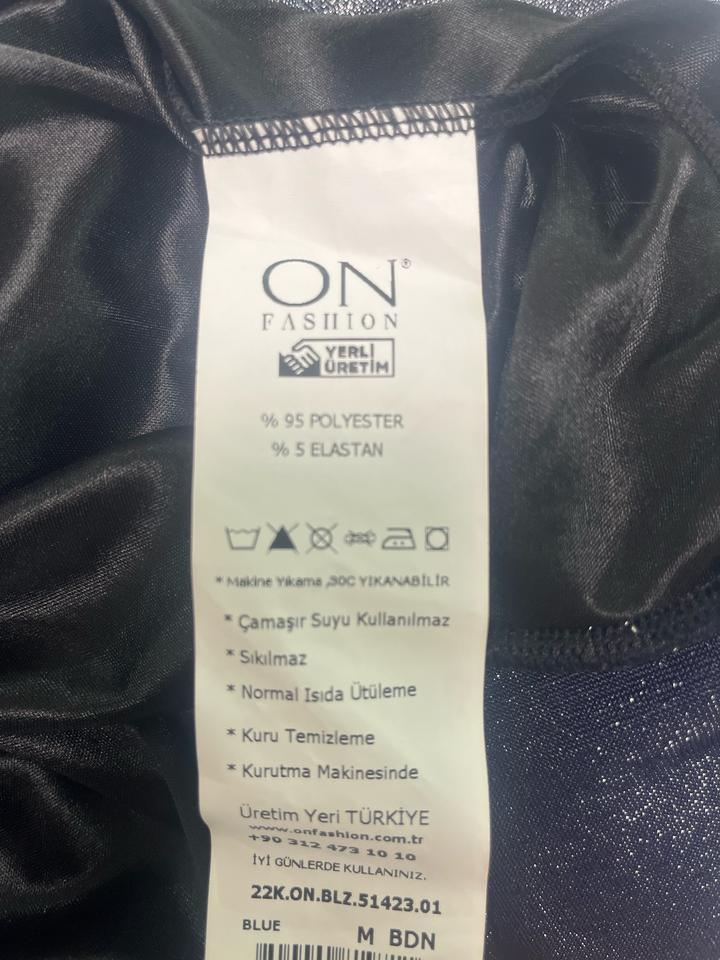 ON®
FASHION
YERLİ
ÜRETİM
% 95 POLYESTER
% 5 ELASTAN
* Makine Yıkama ,30C YIKANABİLİR
* Çamaşır Suyu Kullanılmaz
* Sıkılmaz
* Normal Isıda Ütüleme
* Kuru Temizleme
* Kurutma Makinesinde
Üretim Yeri TÜRKİYE
www.onfashion.com.tr
+90 312 473 10 10
İYİ GÜNLERDE KULLANINIZ.
22K.ON.BLZ.51423.01
BLUE
M BDN